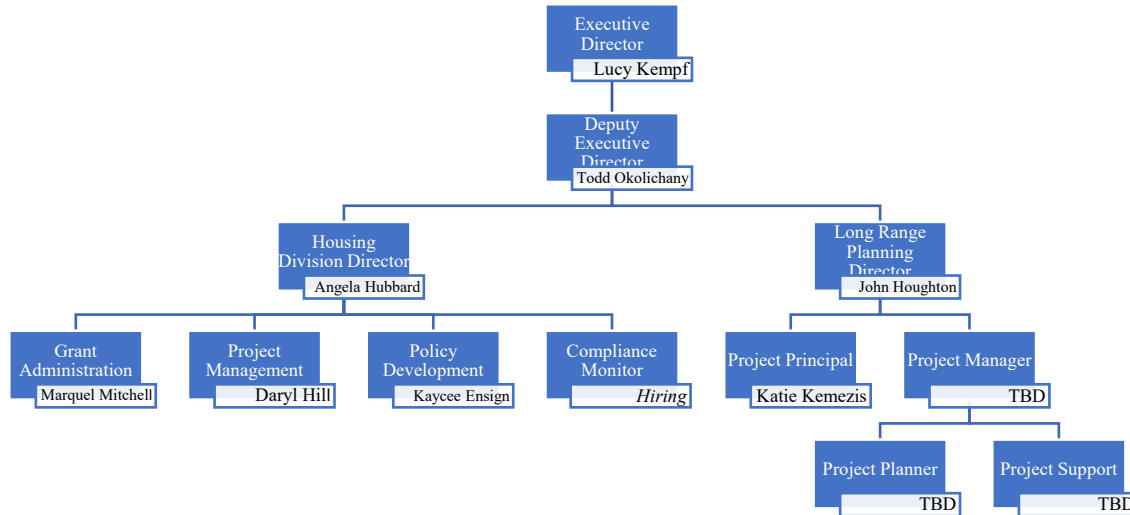 Executive
Director
Lucy Kempf
Deputy
Executive
Director
Todd Okolichany
Housing
Division Director
Angela Hubbard
Long Range
Planning
Director
John Houghton
Grant
Administration
Marquel Mitchell
Project
Management
Daryl Hill
Policy
Development
Kaycee Ensign
Compliance
Monitor
Hiring
Project Principal
Katie Kemezis
Project Manager
TBD
Project Planner
TBD
Project Support
TBD